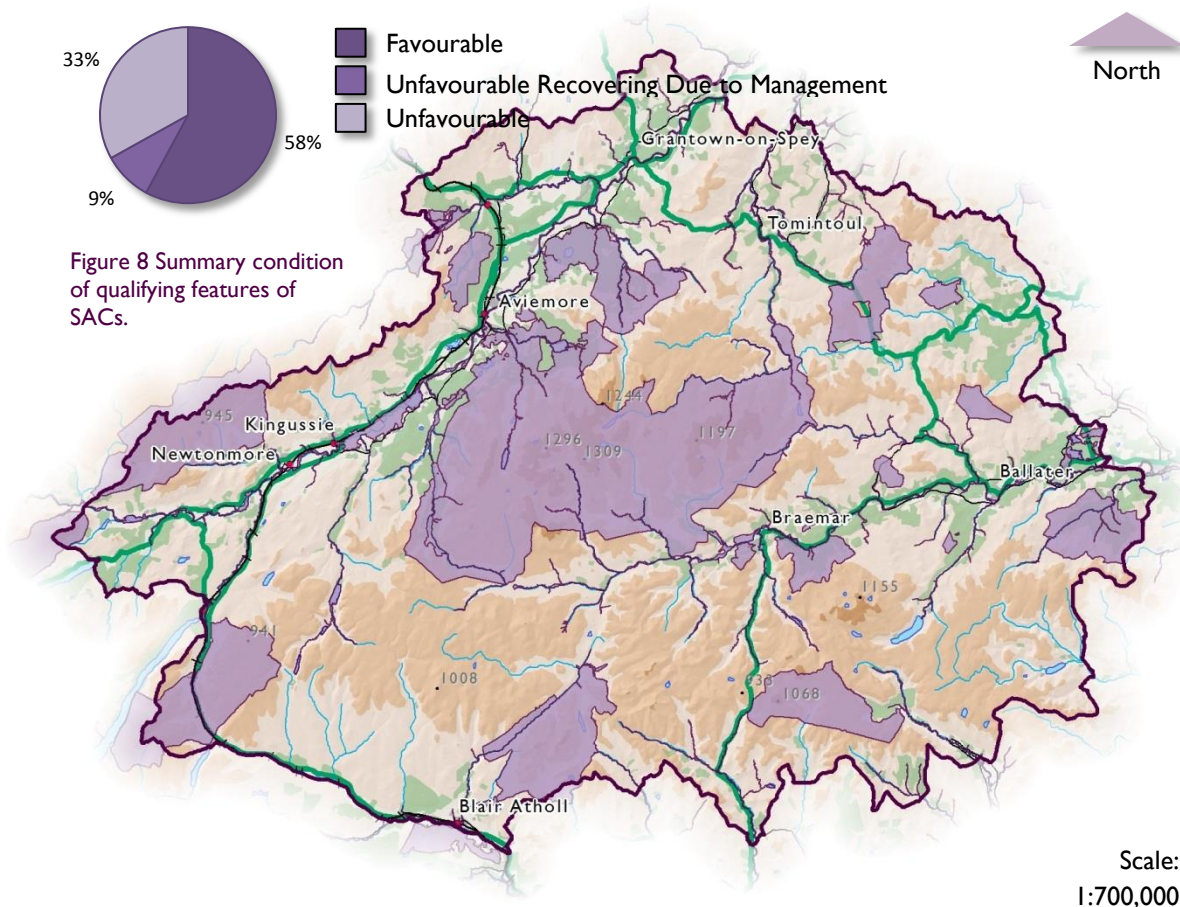 33%
58%
9%
Favourable
Unfavourable Recovering Due to Management
Unfavourable
North
Figure 8 Summary condition
of qualifying features of
SACs.
Grantown-on-Spey
Tomintoul
Aviemore
945
Kingussie
Newtonmore
1244
1296
1309
1197
Ballater
Braemar
1155
941
1008
933
1068
Blair Atholl
Scale:
1:700,000